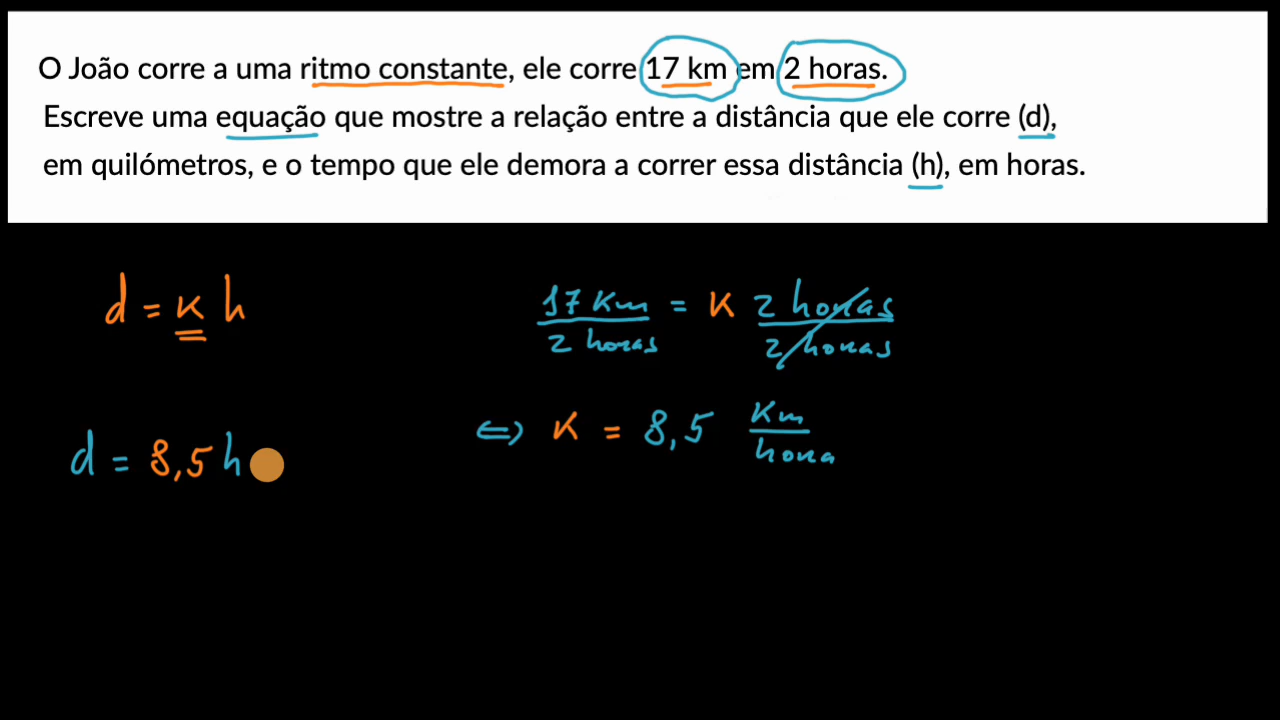 O João corre a uma ritmo constante, ele corre 17 km em 2 horas.
Escreve uma equação que mostre a relação entre a distância que ele corre (d),
em quilómetros, e o tempo que ele demora a correr essa distância (h), em horas.
d = K h
17 Km / 2 horas = K 2 horas / 2 horas
⇔ K = 8,5 Km / hora
d = 8,5 h